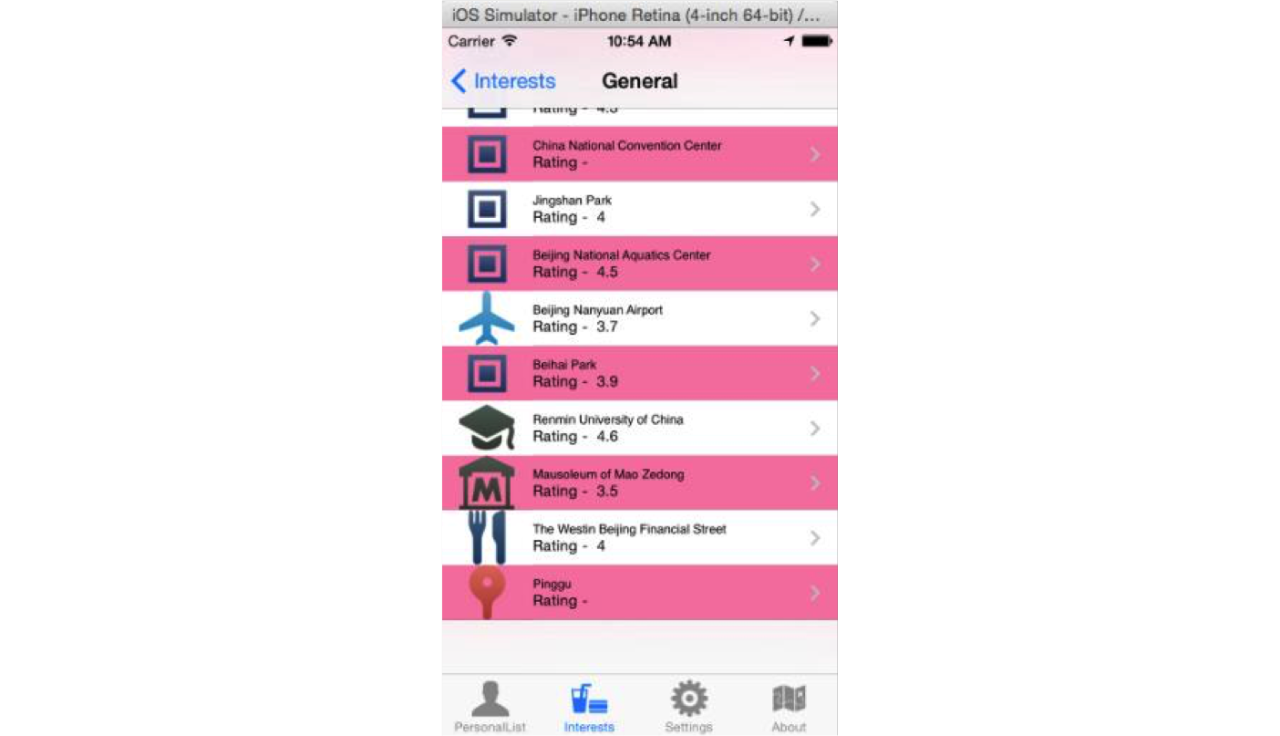 iOS Simulator - iPhone Retina (4-inch 64-bit) /...
Carrier 10:54 AM
Interests General
Rating - 4.5
China National Convention Center
Rating -
Jingshan Park
Rating - 4
Beijing National Aquatics Center
Rating - 4.5
Beijing Nanyuan Airport
Rating - 3.7
Beihai Park
Rating - 3.9
Renmin University of China
Rating - 4.6
Mausoleum of Mao Zedong
Rating - 3.5
M
The Westin Beijing Financial Street
Rating - 4
Pinggu
Rating -
PersonalList Interests Settings About